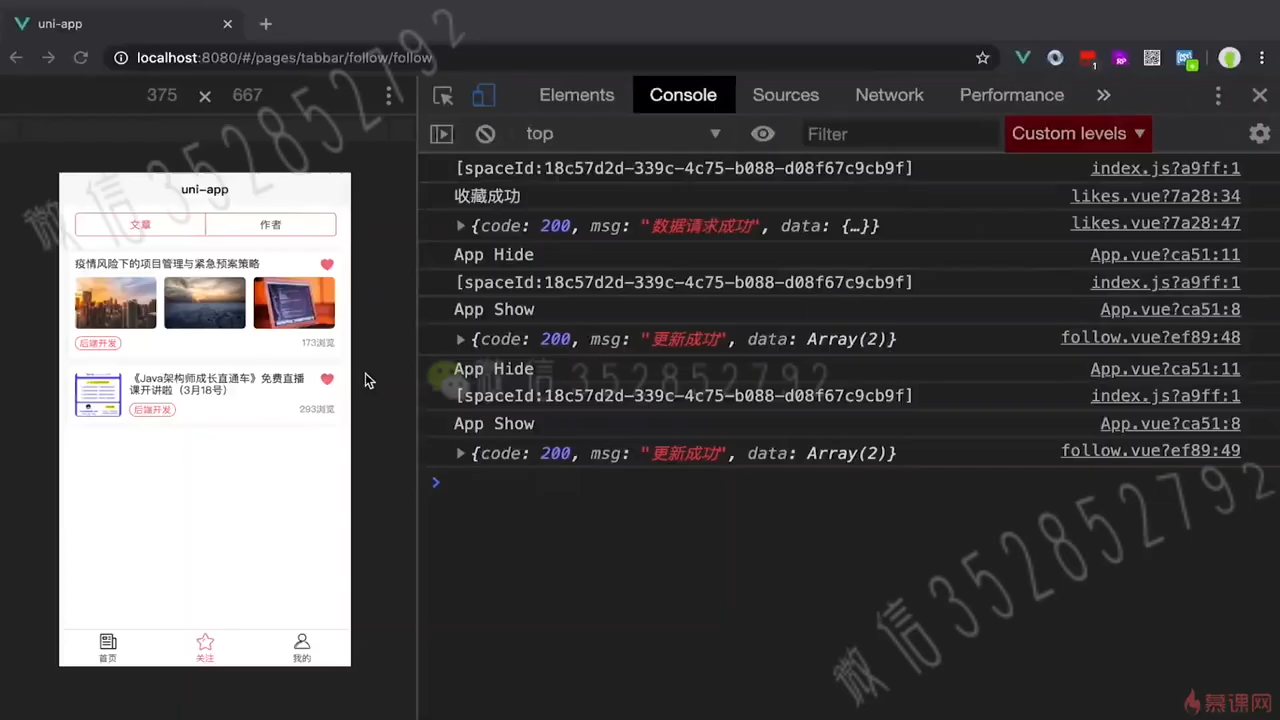 uni-app
localhost:8080/#/pages/tabbar/follow/follow
1
375 × 667
Elements Console Sources Network Performance
top Filter Custom levels ▼
[spaceId:18c57d2d-339c-4c75-b088-d08f67c9cb9f] index.js?a9ff:1
收藏成功 likes.vue?7a28:34
{code: 200, msg: "数据请求成功", data: {…}} likes.vue?7a28:47
App Hide App.vue?ca51:11
[spaceId:18c57d2d-339c-4c75-b088-d08f67c9cb9f] index.js?a9ff:1
App Show App.vue?ca51:8
{code: 200, msg: "更新成功", data: Array(2)} follow.vue?ef89:48
App Hide App.vue?ca51:11
[spaceId:18c57d2d-339c-4c75-b088-d08f67c9cb9f] index.js?a9ff:1
App Show App.vue?ca51:8
{code: 200, msg: "更新成功", data: Array(2)} follow.vue?ef89:49
uni-app
文章 作者
疫情风险下的项目管理与紧急预案策略
后端开发 173浏览
《Java架构师成长直通车》免费直播
课开讲啦（3月18号）
后端开发 293浏览
首页 关注 我的
微信 352852792
微信 352852792
微信 352852792
慕课网